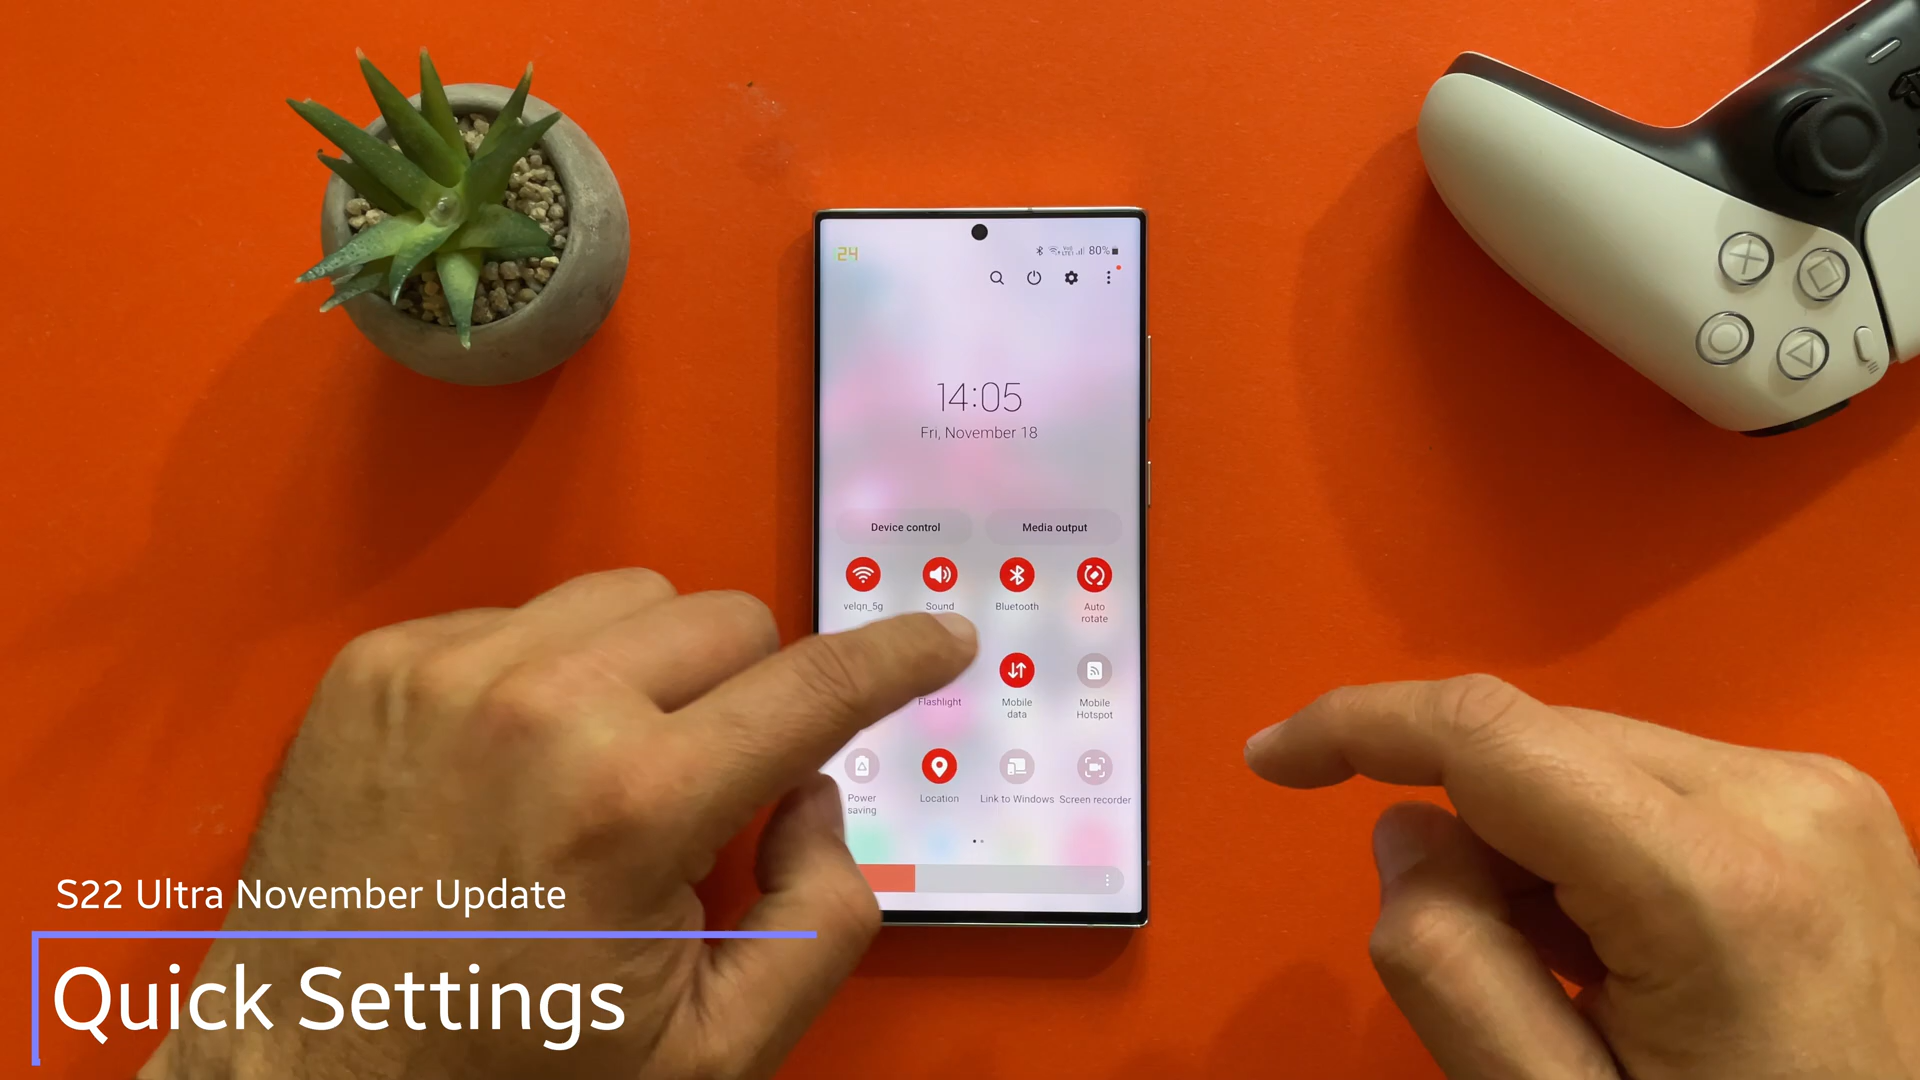 24
80%
14:05
Fri, November 18
Device control
Media output
velqn_5g
Sound
Bluetooth
Auto
rotate
Flashlight
Mobile
data
Mobile
Hotspot
Power
saving
Location
Link to Windows
Screen recorder
S22 Ultra November Update
Quick Settings